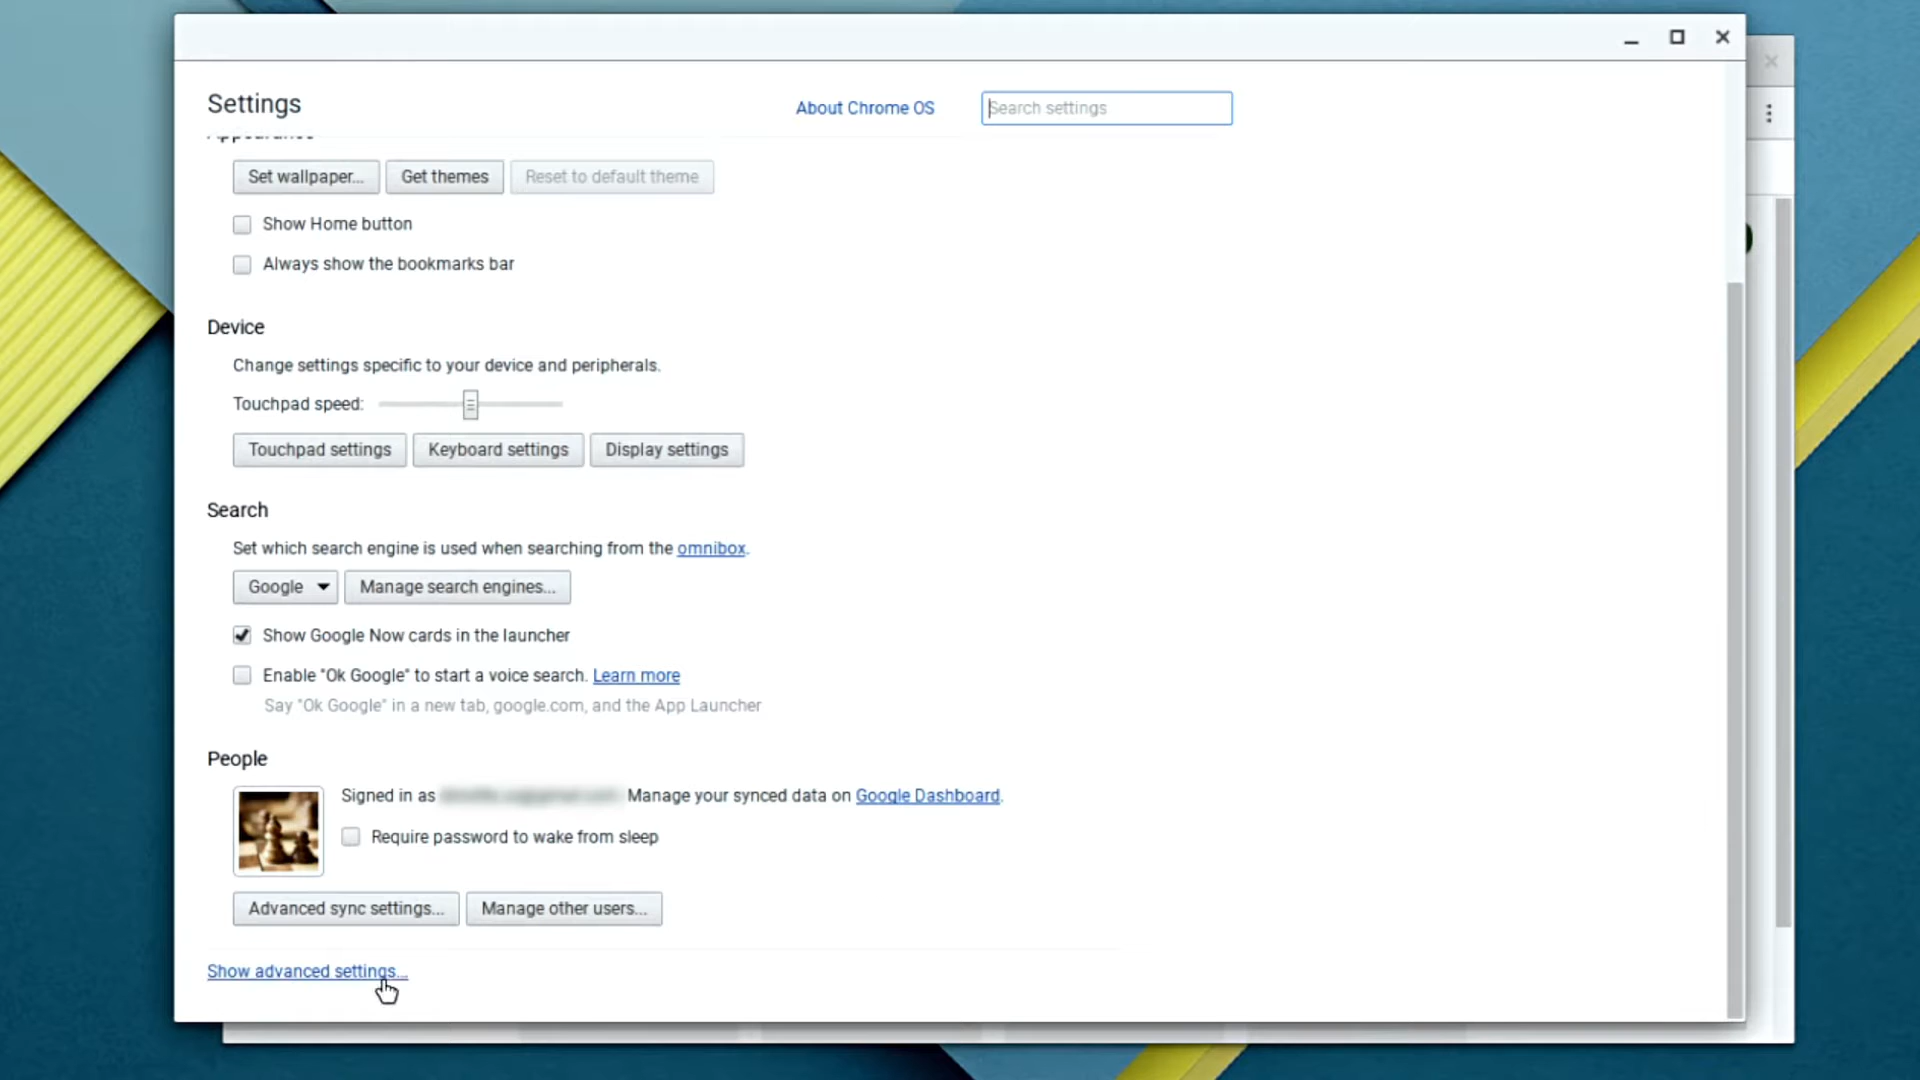 Settings
About Chrome OS
Search settings
Appearance
Set wallpaper... Get themes Reset to default theme
Show Home button
Always show the bookmarks bar
Device
Change settings specific to your device and peripherals.
Touchpad speed:
Touchpad settings Keyboard settings Display settings
Search
Set which search engine is used when searching from the omnibox.
Google Manage search engines...
Show Google Now cards in the launcher
Enable "Ok Google" to start a voice search. Learn more
Say "Ok Google" in a new tab, google.com, and the App Launcher
People
Signed in as Manage your synced data on Google Dashboard.
Require password to wake from sleep
Advanced sync settings... Manage other users...
Show advanced settings...